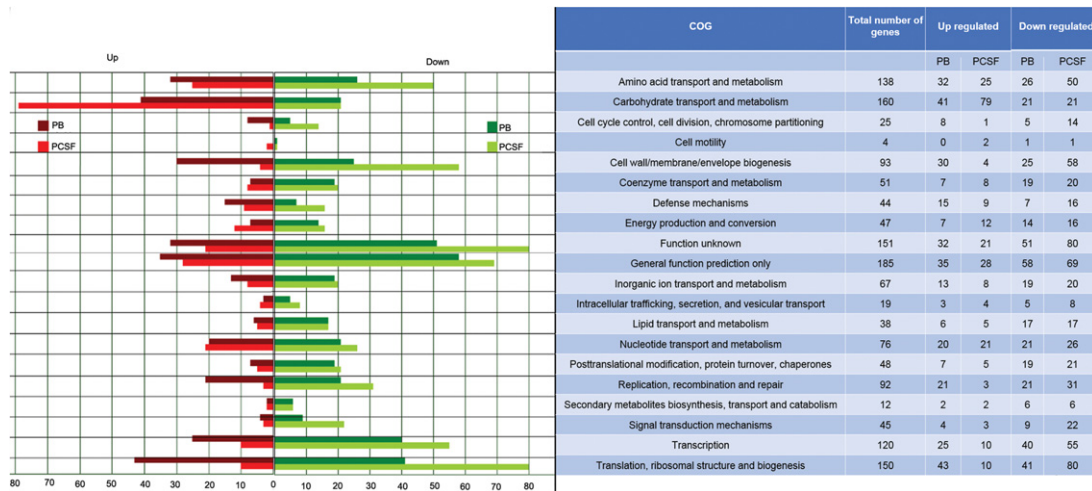 Up
Down
PB
PCSF
PB
PCSF
80 70 60 50 40 30 20 10 0 10 20 30 40 50 60 70 80
COG Total number of genes Up regulated Down regulated
PB PCSF PB PCSF
Amino acid transport and metabolism 138 32 25 26 50
Carbohydrate transport and metabolism 160 41 79 21 21
Cell cycle control, cell division, chromosome partitioning 25 8 1 5 14
Cell motility 4 0 2 1 1
Cell wall/membrane/envelope biogenesis 93 30 4 25 58
Coenzyme transport and metabolism 51 7 8 19 20
Defense mechanisms 44 15 9 7 16
Energy production and conversion 47 7 12 14 16
Function unknown 151 32 21 51 80
General function prediction only 185 35 28 58 69
Inorganic ion transport and metabolism 67 13 8 19 20
Intracellular trafficking, secretion, and vesicular transport 19 3 4 5 8
Lipid transport and metabolism 38 6 5 17 17
Nucleotide transport and metabolism 76 20 21 21 26
Posttranslational modification, protein turnover, chaperones 48 7 5 19 21
Replication, recombination and repair 92 21 3 21 31
Secondary metabolites biosynthesis, transport and catabolism 12 2 2 6 6
Signal transduction mechanisms 45 4 3 9 22
Transcription 120 25 10 40 55
Translation, ribosomal structure and biogenesis 150 43 10 41 80